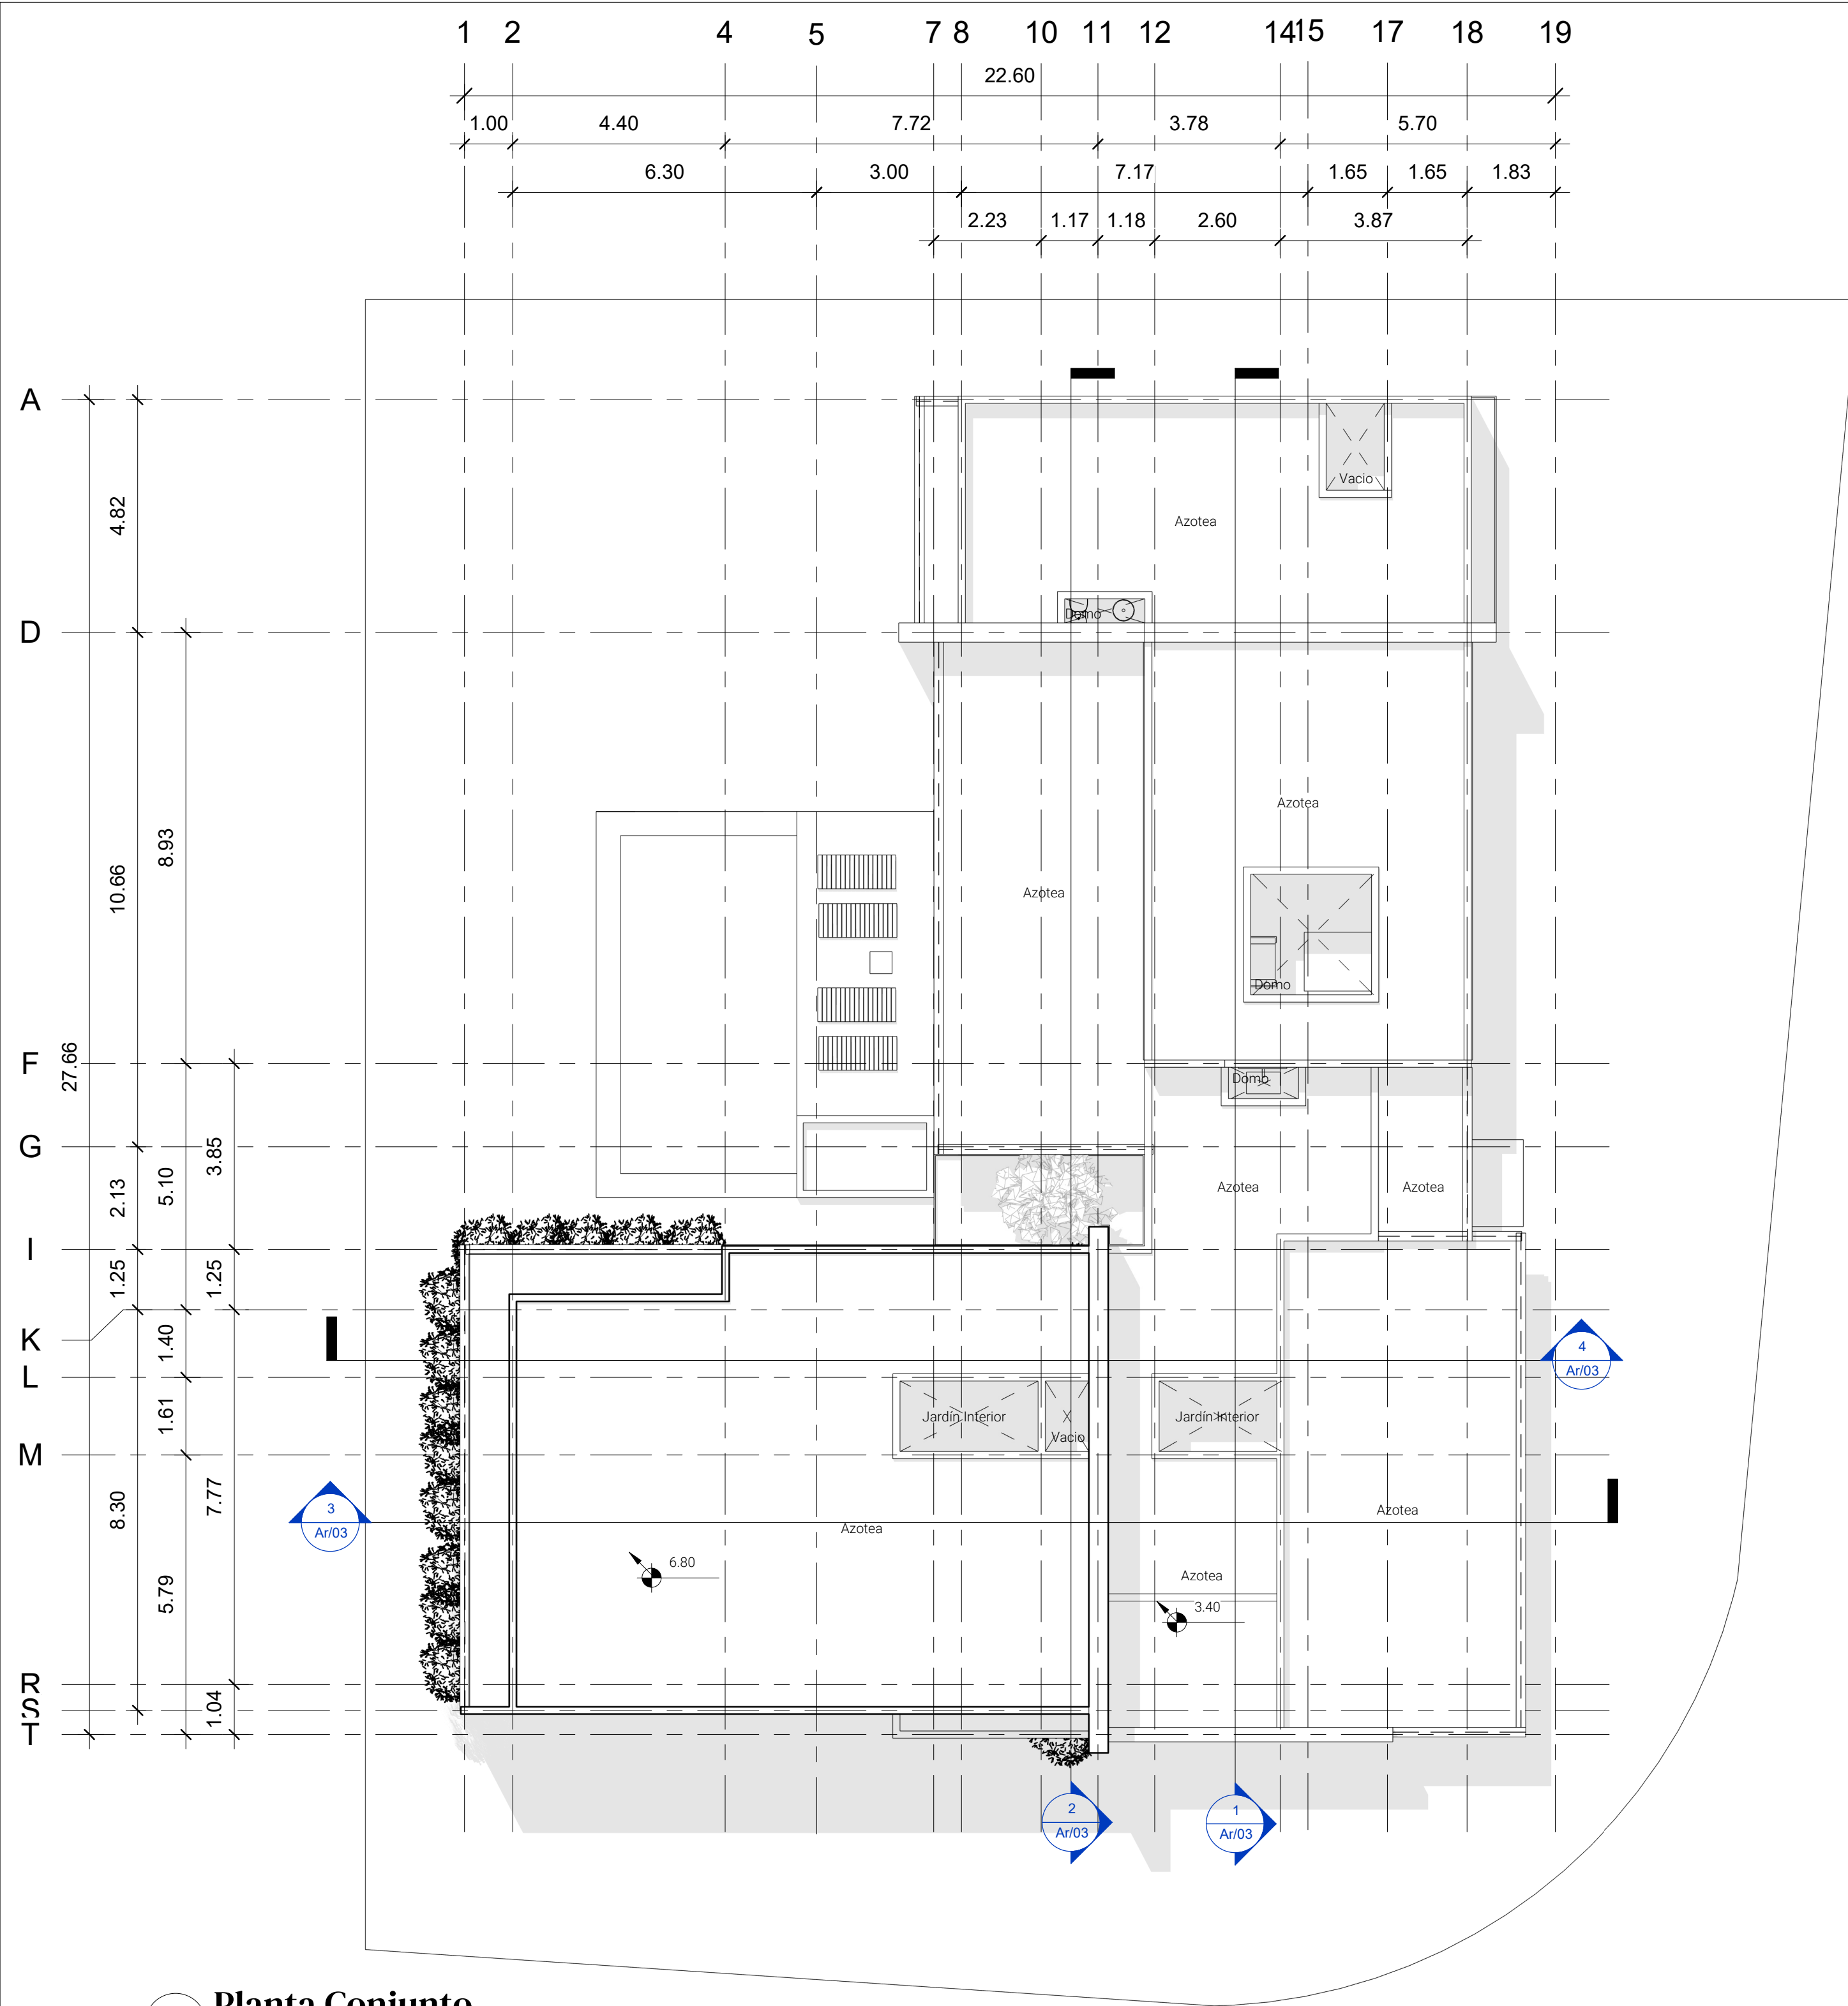 1 2 4 5 7 8 10 11 12 14 15 17 18 19
22.60
1.00 4.40 7.72 3.78 5.70
6.30 3.00 7.17 1.65 1.65 1.83
2.23 1.17 1.18 2.60 3.87
A
4.82
Vacio
Azotea
Domo
D
Azotea
8.93
10.66
Azotea
Domo
F
27.66
Domo
G
3.85
5.10
2.13
Azotea
Azotea
I
1.25
1.25
K
1.40
4
Ar/03
L
1.61
Jardín Interior
Jardín Interior
Vacio
M
7.77
8.30
3
Ar/03
Azotea
Azotea
6.80
5.79
Azotea
3.40
R
S
1.04
T
2
Ar/03
1
Ar/03
Planta Conjunto